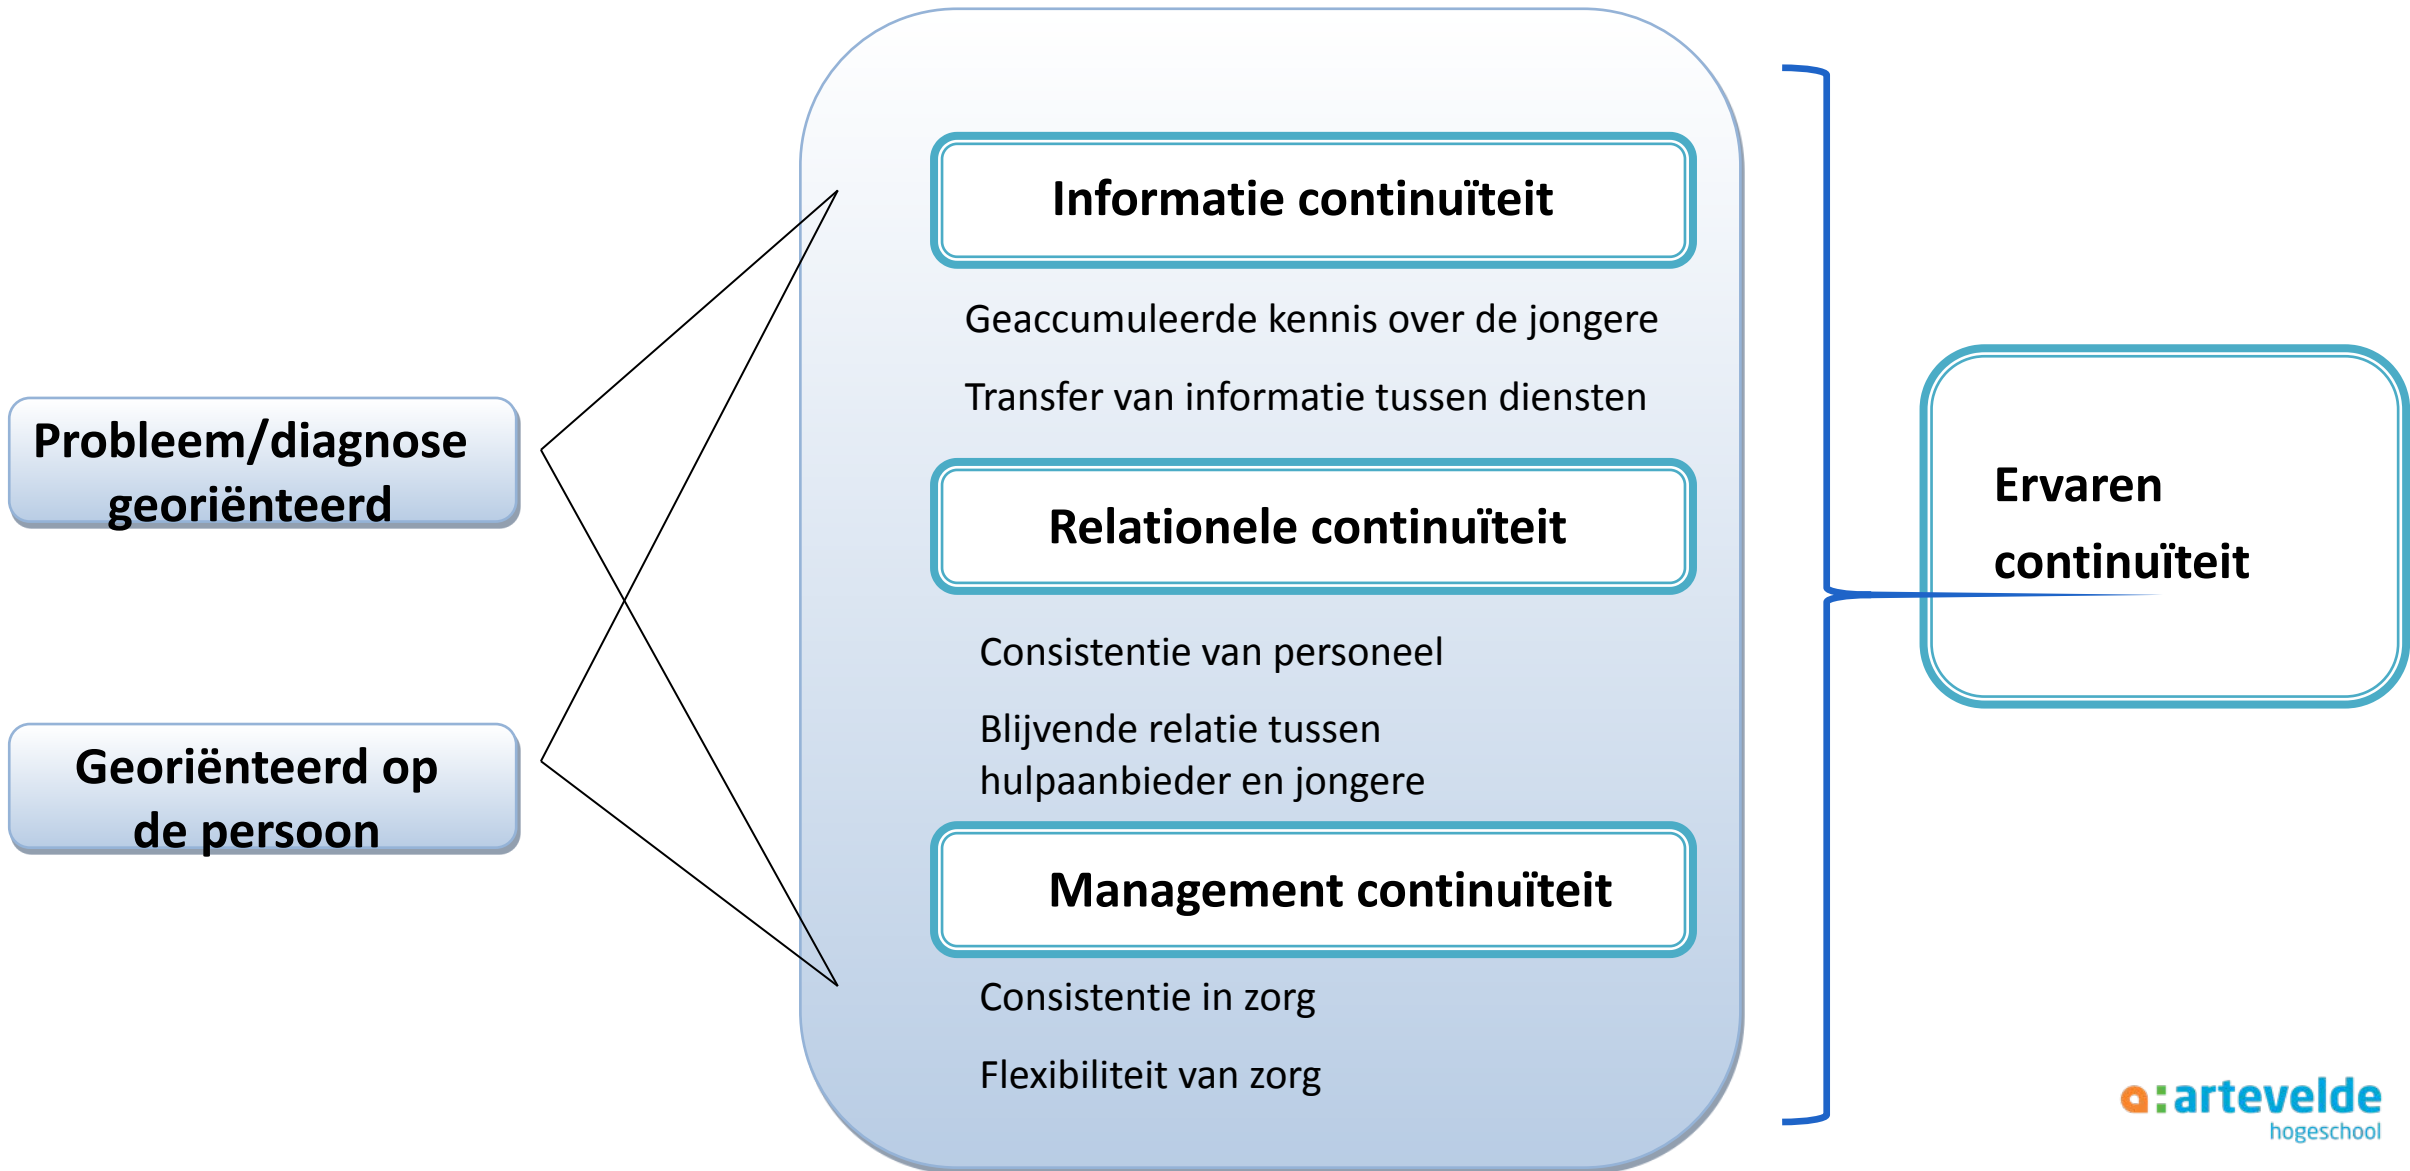 Probleem/diagnose
georiënteerd
Georiënteerd op
de persoon
Informatie continuïteit
Geaccumuleerde kennis over de jongere
Transfer van informatie tussen diensten
Relationele continuïteit
Consistentie van personeel
Blijvende relatie tussen
hulpaanbieder en jongere
Management continuïteit
Consistentie in zorg
Flexibiliteit van zorg
Ervaren
continuïteit
a:artevelde
hogeschool